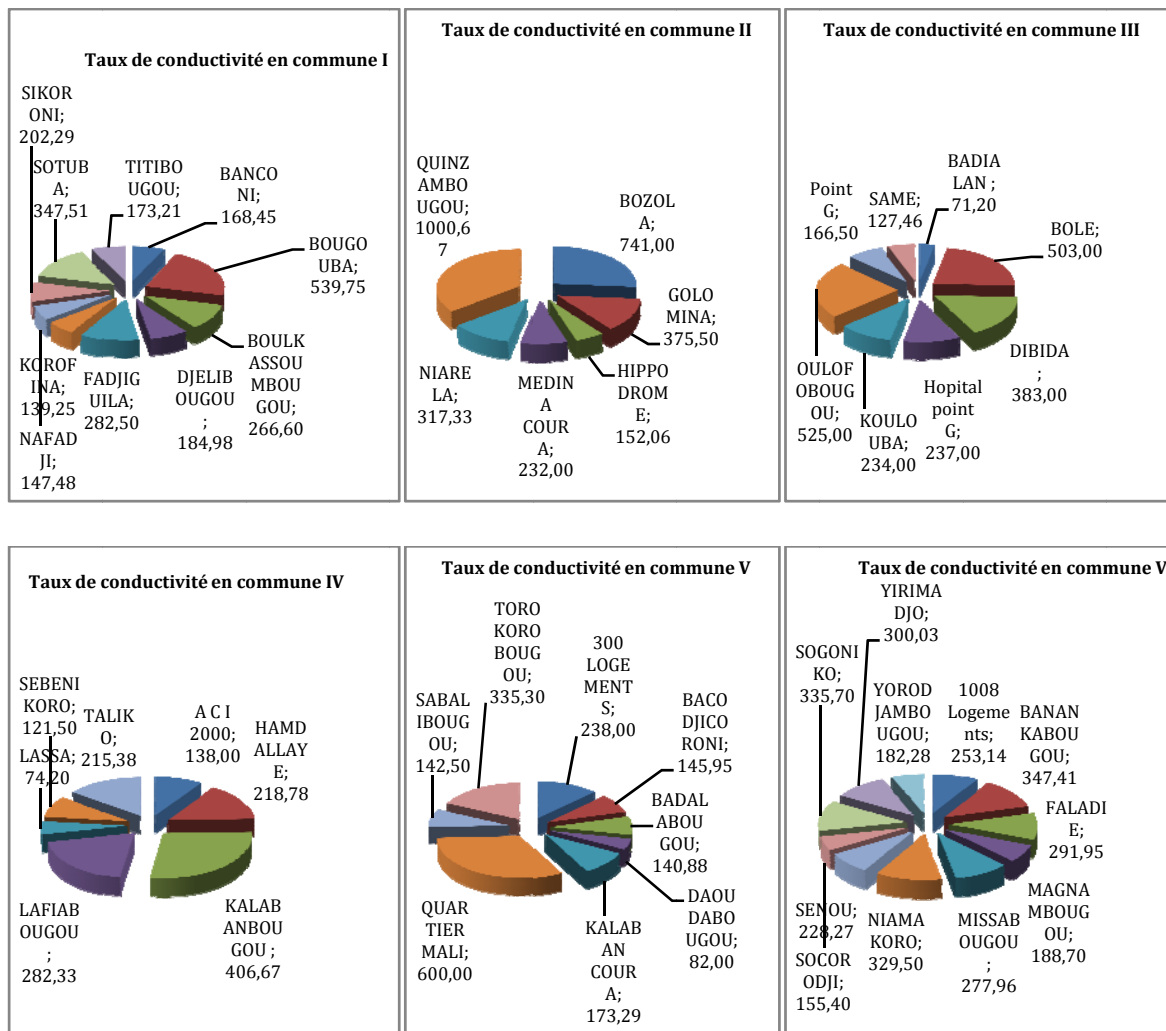 Taux de conductivité en commune I
SIKOR
ONI;
202,29
SOTUB
A;
347,51
TITIBO
UGOU;
173,21
BANCO
NI;
168,45
BOUGO
UBA;
539,75
BOULK
ASSOU
MBOU
GOU;
266,60
DJELIB
OUGOU
;
184,98
FADJIG
UILA;
282,50
KOROF
INA;
139,25
NAFAD
JI;
147,48
Taux de conductivité en commune II
QUINZ
AMBO
UGOU;
1000,6
7
BOZOL
A;
741,00
GOLO
MINA;
375,50
HIPPO
DROM
E;
152,06
MEDIN
A
COUR
A;
232,00
NIARE
LA;
317,33
Taux de conductivité en commune III
Point
G;
166,50
SAME;
127,46
BADIA
LAN ;
71,20
BOLE;
503,00
DIBIDA
;
383,00
Hopital
point
G;
237,00
KOULO
UBA;
234,00
OULOF
OBOUG
OU;
525,00
Taux de conductivité en commune IV
SEBENI
KORO;
121,50
LASSA;
74,20
TALIK
O;
215,38
A C I
2000;
138,00
HAMD
ALLAY
E;
218,78
KALAB
ANBOU
GOU ;
406,67
LAFIAB
OUGOU
;
282,33
Taux de conductivité en commune V
TORO
KORO
BOUG
OU;
335,30
SABAL
IBOUG
OU;
142,50
300
LOGE
MENT
S;
238,00
BACO
DJICO
RONI;
145,95
BADAL
ABOU
GOU;
140,88
DAOU
DABO
UGOU;
82,00
KALAB
AN
COUR
A;
173,29
QUAR
TIER
MALI;
600,00
Taux de conductivité en commune V
YIRIMA
DJO;
300,03
SOGONI
KO;
335,70
YOROD
JAMBO
UGOU;
182,28
1008
Logeme
nts;
253,14
BANAN
KABOU
GOU;
347,41
FALADI
E;
291,95
MAGNA
MBOUG
OU;
188,70
MISSAB
OUGOU
;
277,96
NIAMA
KORO;
329,50
SENOU;
228,27
SOCOR
ODJI;
155,40